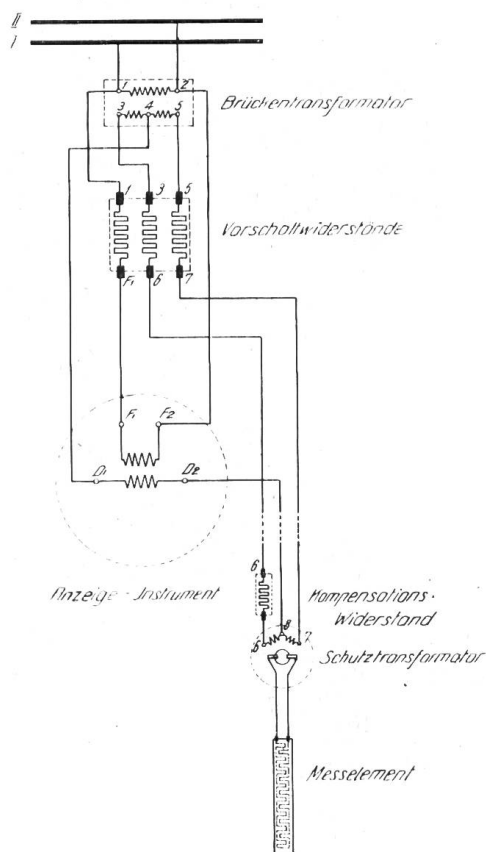 II
I
1 2
Brückentransformator
3 4 5
1 3 5
Vorschaltwiderstände
F1 6 7
F1 F2
D1 D2
6
Anzeige-Instrument
Kompensations-
Widerstand
8
6 7
Schutztransformator
Messelement